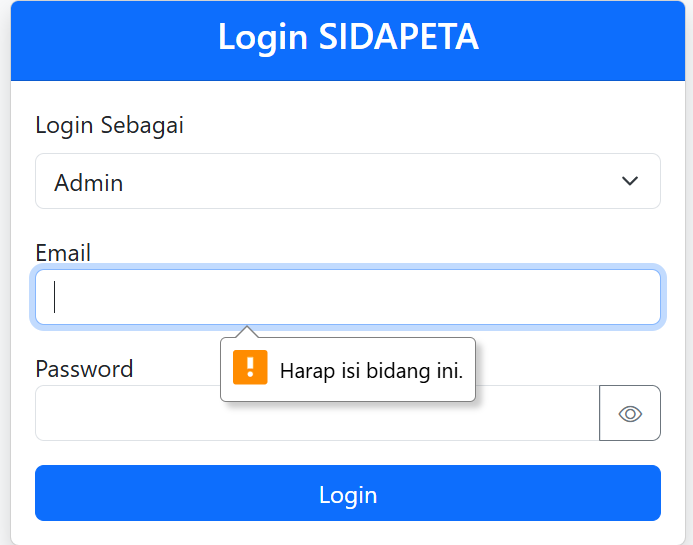 Login SIDAPETA
Login Sebagai
Admin
Email
Harap isi bidang ini.
Password
Login